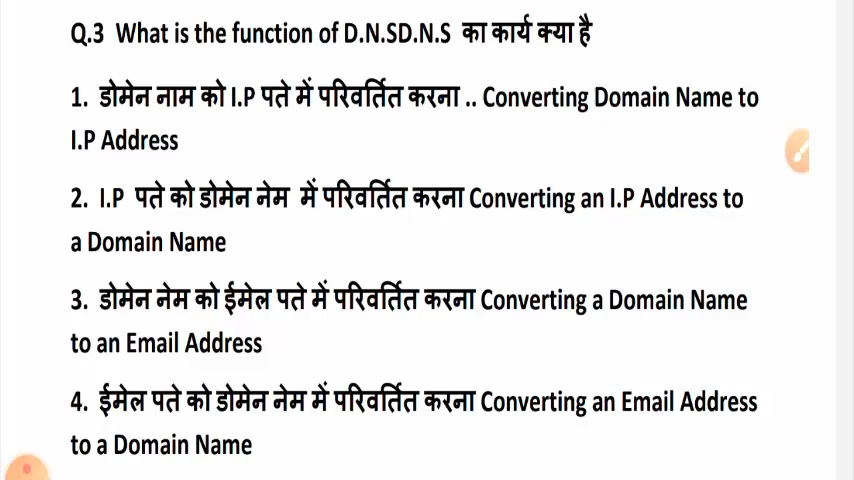 Q.3 What is the function of D.N.SD.N.S का कार्य क्या है
1. डोमेन नाम को I.P पते में परिवर्तित करना .. Converting Domain Name to
I.P Address
2. I.P पते को डोमेन नेम में परिवर्तित करना Converting an I.P Address to
a Domain Name
3. डोमेन नेम को ईमेल पते में परिवर्तित करना Converting a Domain Name
to an Email Address
4. ईमेल पते को डोमेन नेम में परिवर्तित करना Converting an Email Address
to a Domain Name